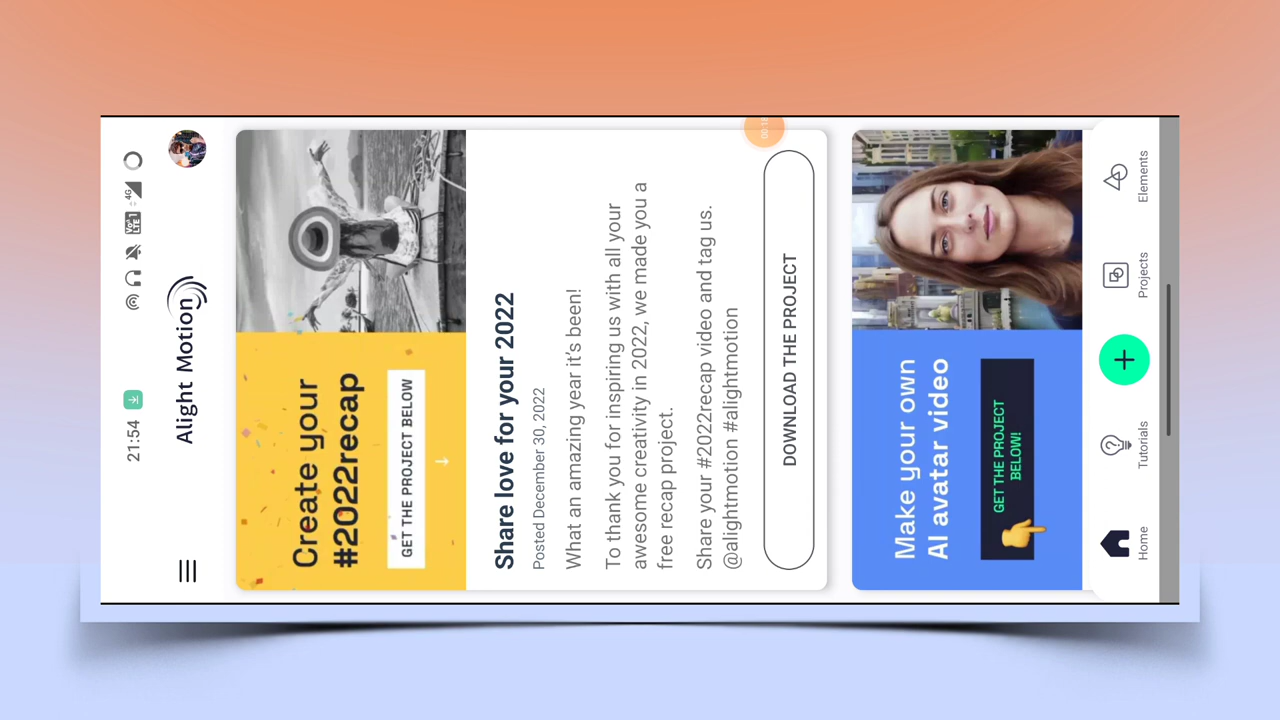 21:54
4G
Vo1
LTE
Alight Motion
Create your
#2022recap
GET THE PROJECT BELOW
Share love for your 2022
Posted December 30, 2022
What an amazing year it's been!
To thank you for inspiring us with all your
awesome creativity in 2022, we made you a
free recap project.
Share your #2022recap video and tag us.
@alightmotion #alightmotion
DOWNLOAD THE PROJECT
Make your own
AI avatar video
GET THE PROJECT
BELOW!
Home
Tutorials
Projects
Elements